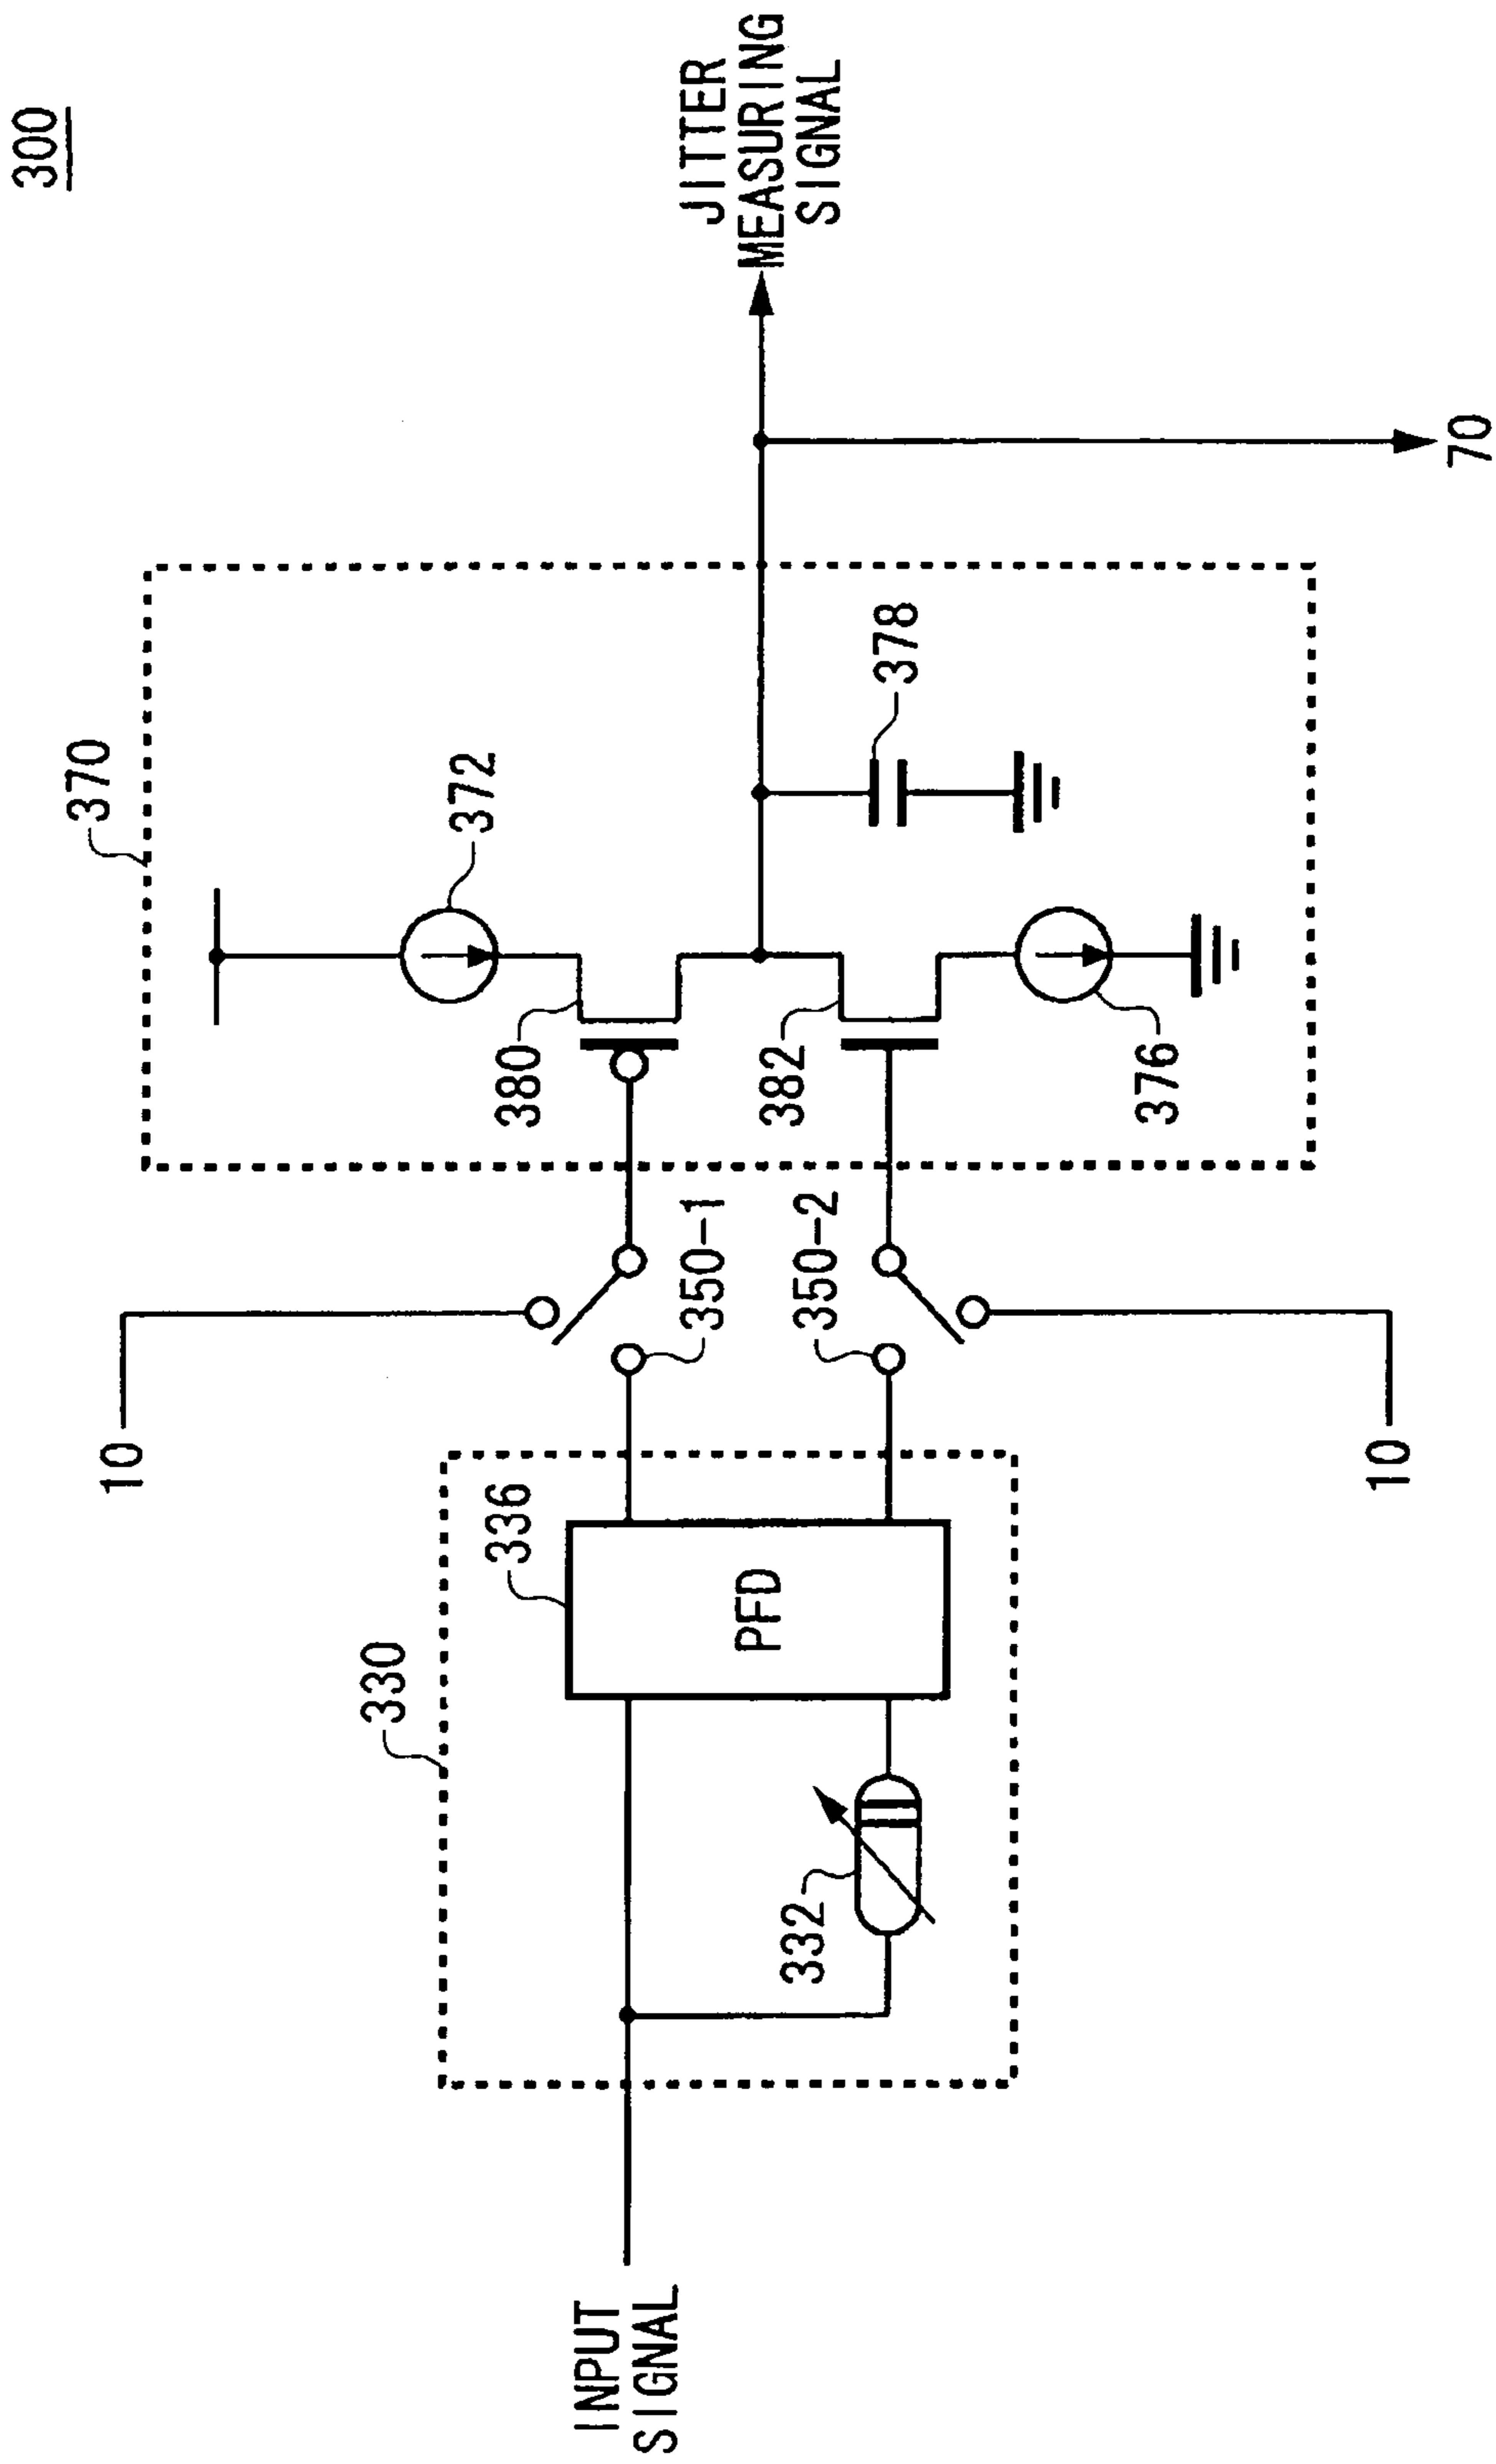 300
370
372
380
382
378
376
JITTER
MEASURING
SIGNAL
70
10
350-1
350-2
10
330
336
PFD
332
INPUT
SIGNAL